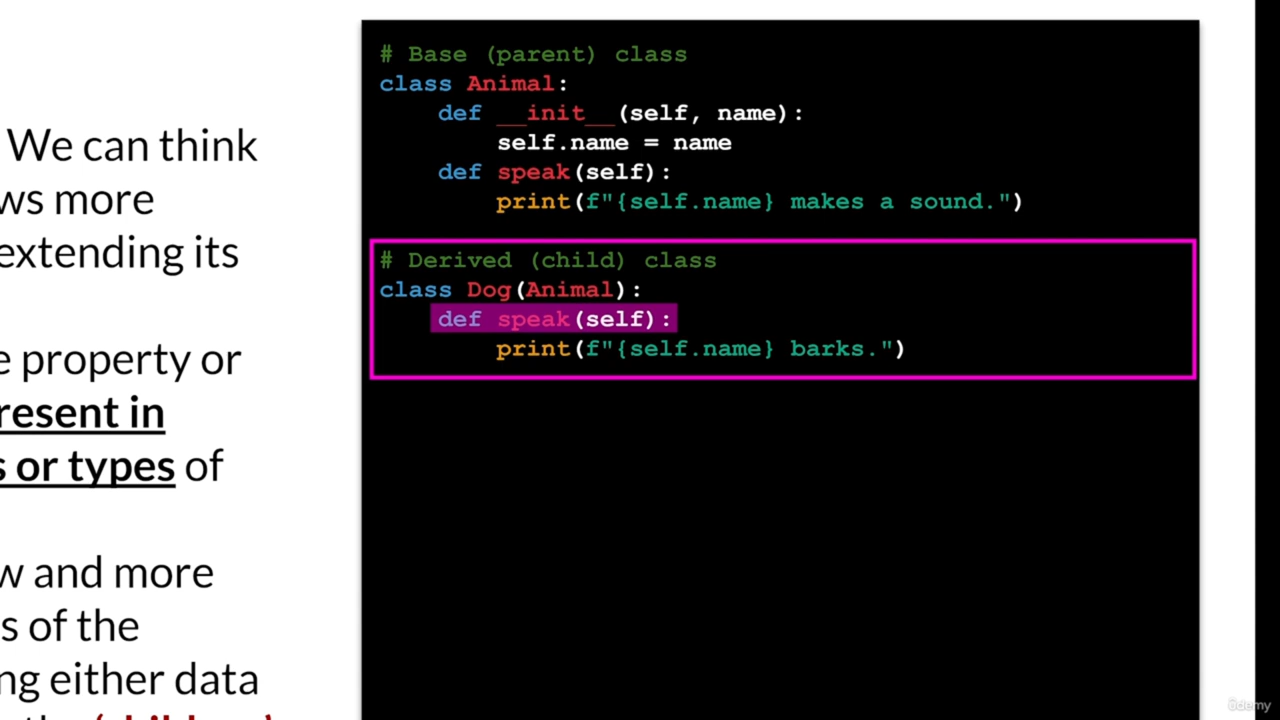 We can think
ws more
extending its
e property or
resent in
s or types of
w and more
s of the
ng either data
# Base (parent) class
class Animal:
    def __init__(self, name):
        self.name = name
    def speak(self):
        print(f"{self.name} makes a sound.")
# Derived (child) class
class Dog(Animal):
    def speak(self):
        print(f"{self.name} barks.")
ûdemy